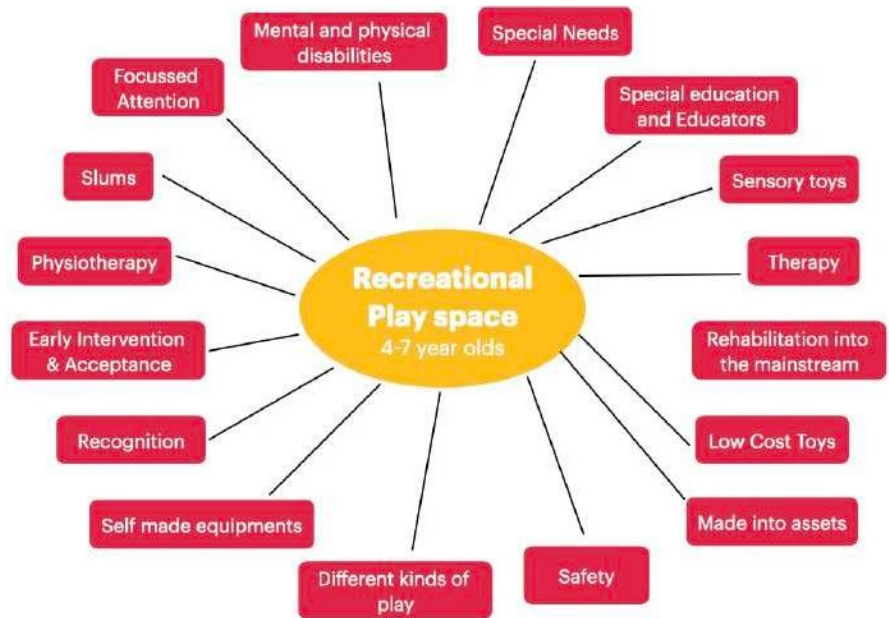 Mental and physical
disabilities
Special Needs
Focussed
Attention
Special education
and Educators
Slums
Sensory toys
Physiotherapy
Therapy
Recreational
Play space
4-7 year olds
Early Intervention
& Acceptance
Rehabilitation into
the mainstream
Recognition
Low Cost Toys
Self made equipments
Made into assets
Different kinds of
play
Safety